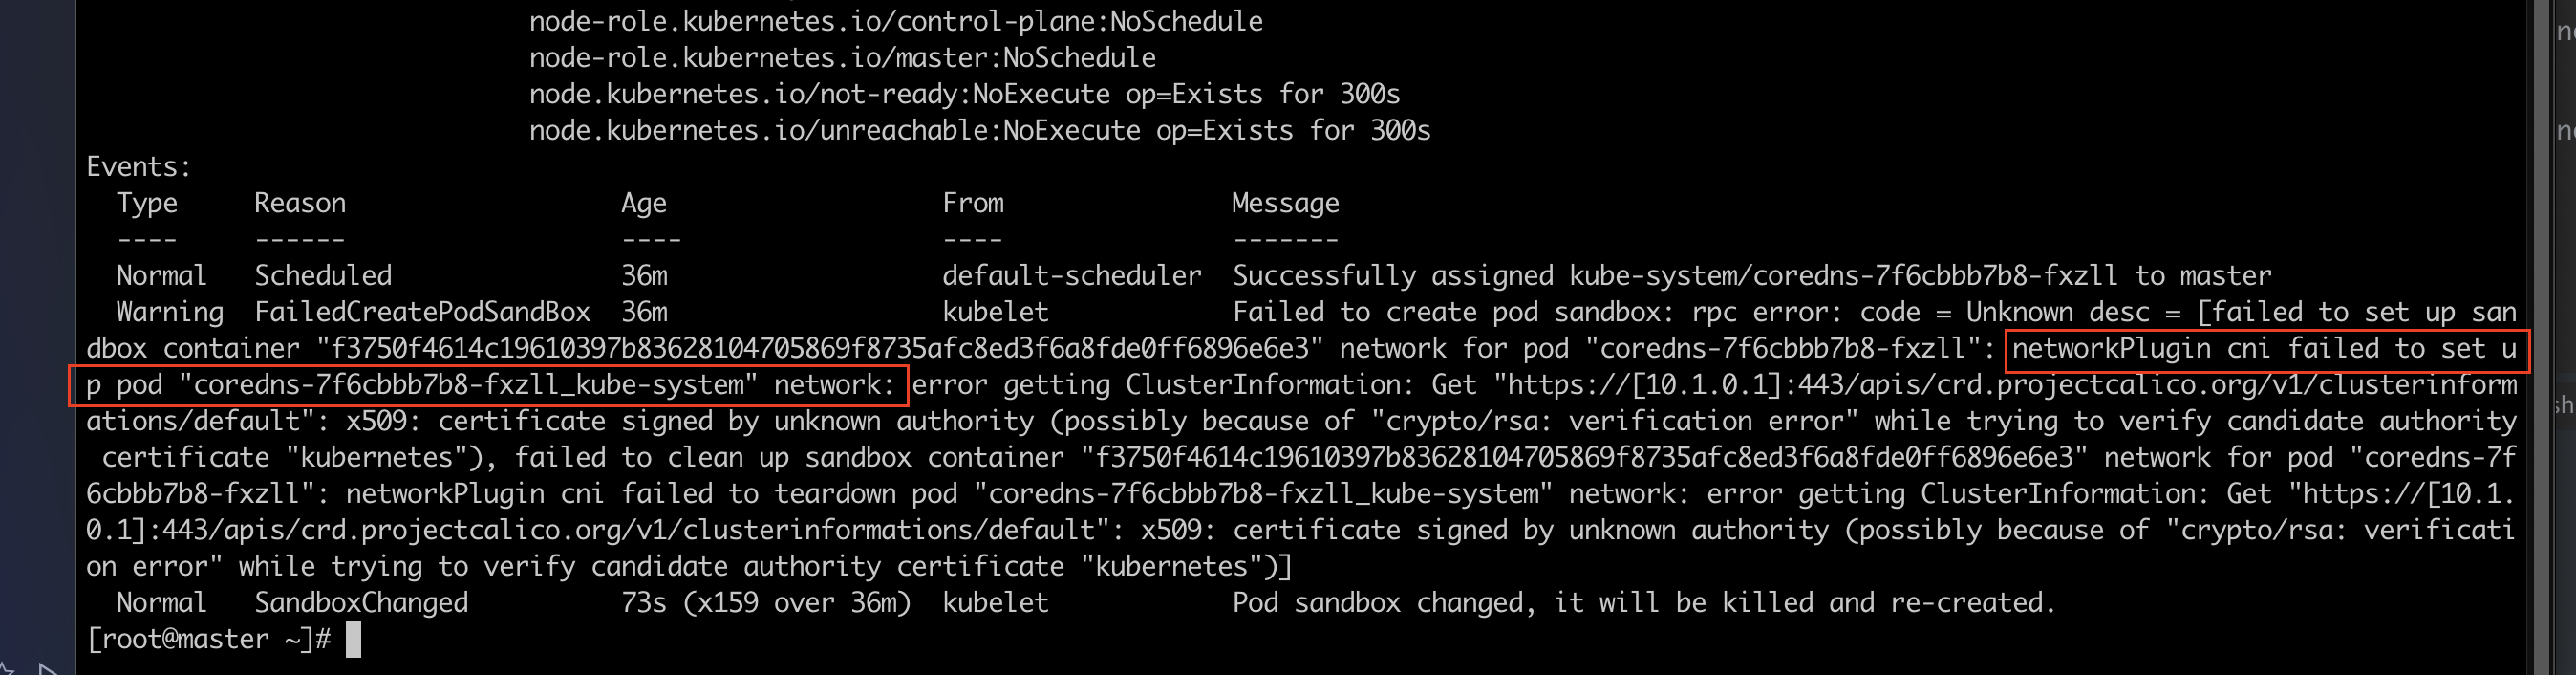 node-role.kubernetes.io/control-plane:NoSchedule
node-role.kubernetes.io/master:NoSchedule
node.kubernetes.io/not-ready:NoExecute op=Exists for 300s
node.kubernetes.io/unreachable:NoExecute op=Exists for 300s
Events:
  Type     Reason                  Age                  From               Message
  ----     ------                  ----                 ----               -------
  Normal   Scheduled               36m                  default-scheduler  Successfully assigned kube-system/coredns-7f6cbbb7b8-fxzll to master
  Warning  FailedCreatePodSandBox  36m                  kubelet            Failed to create pod sandbox: rpc error: code = Unknown desc = [failed to set up san
dbox container "f3750f4614c19610397b83628104705869f8735afc8ed3f6a8fde0ff6896e6e3" network for pod "coredns-7f6cbbb7b8-fxzll": networkPlugin cni failed to set u
p pod "coredns-7f6cbbb7b8-fxzll_kube-system" network: error getting ClusterInformation: Get "https://[10.1.0.1]:443/apis/crd.projectcalico.org/v1/clusterinform
ations/default": x509: certificate signed by unknown authority (possibly because of "crypto/rsa: verification error" while trying to verify candidate authority
 certificate "kubernetes"), failed to clean up sandbox container "f3750f4614c19610397b83628104705869f8735afc8ed3f6a8fde0ff6896e6e3" network for pod "coredns-7f
6cbbb7b8-fxzll": networkPlugin cni failed to teardown pod "coredns-7f6cbbb7b8-fxzll_kube-system" network: error getting ClusterInformation: Get "https://[10.1.
0.1]:443/apis/crd.projectcalico.org/v1/clusterinformations/default": x509: certificate signed by unknown authority (possibly because of "crypto/rsa: verificati
on error" while trying to verify candidate authority certificate "kubernetes")]
  Normal   SandboxChanged          73s (x159 over 36m)  kubelet            Pod sandbox changed, it will be killed and re-created.
[root@master ~]#